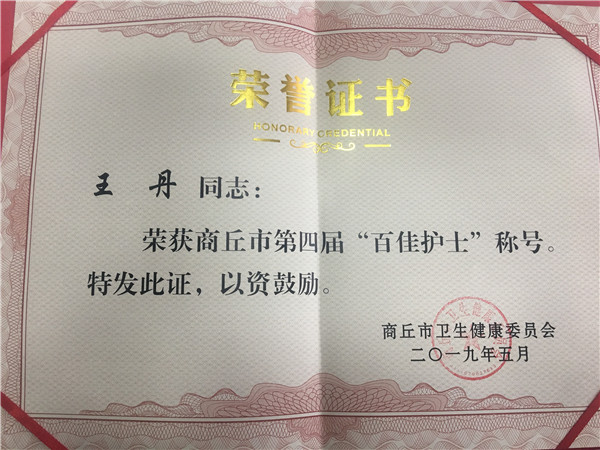 荣誉证书
HONORARY CREDENTIAL
王 丹 同志：
荣获商丘市第四届“百佳护士”称号。
特发此证，以资鼓励。
商丘市卫生健康委员会
二〇一九年五月